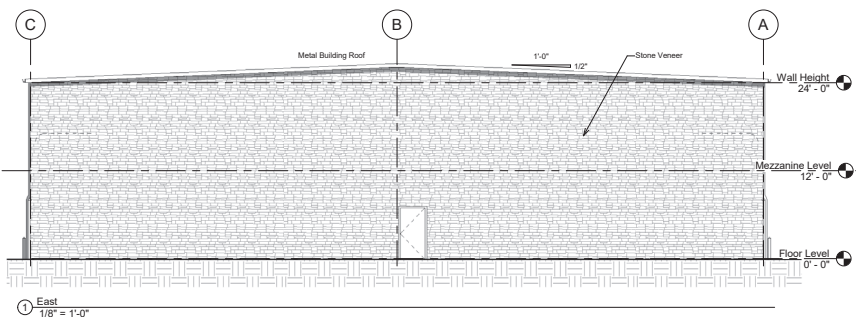 C
B
A
Metal Building Roof
1'-0"
1/2"
Stone Veneer
Wall Height
24' - 0"
Mezzanine Level
12' - 0"
Floor Level
0' - 0"
1 East
1/8" = 1'-0"